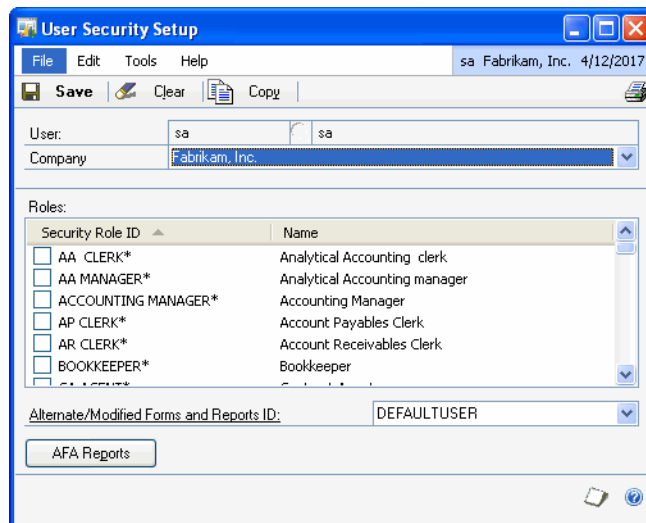 User Security Setup
File Edit Tools Help sa Fabrikam, Inc. 4/12/2017
Save Clear Copy
User: sa sa
Company Fabrikam, Inc.
Roles:
Security Role ID Name
AA CLERK* Analytical Accounting clerk
AA MANAGER* Analytical Accounting manager
ACCOUNTING MANAGER* Accounting Manager
AP CLERK* Account Payables Clerk
AR CLERK* Account Receivables Clerk
BOOKKEEPER* Bookkeeper
Alternate/Modified Forms and Reports ID: DEFAULTUSER
AFA Reports